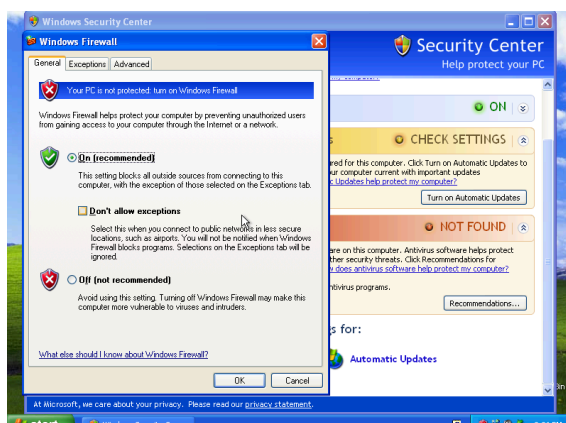 Windows Security Center
Windows Firewall
General Exceptions Advanced
Your PC is not protected: turn on Windows Firewall
Windows Firewall helps protect your computer by preventing unauthorized users
from gaining access to your computer through the Internet or a network.
On (recommended)
This setting blocks all outside sources from connecting to this
computer, with the exception of those selected on the Exceptions tab.
Don't allow exceptions
Select this when you connect to public networks in less secure
locations, such as airports. You will not be notified when Windows
Firewall blocks programs. Selections on the Exceptions tab will be
ignored.
Off (not recommended)
Avoid using this setting. Turning off Windows Firewall may make this
computer more vulnerable to viruses and intruders.
What else should I know about Windows Firewall?
OK Cancel
Security Center
Help protect your PC
my computer?
ON
CHECK SETTINGS
red for this computer. Click Turn on Automatic Updates to
ur computer current with important updates
c Updates help protect my computer?
Turn on Automatic Updates
NOT FOUND
are on this computer. Antivirus software helps protect
ther security threats. Click Recommendations for
w does antivirus software help protect my computer?
ntivirus programs.
Recommendations...
s for:
Automatic Updates
At Microsoft, we care about your privacy. Please read our privacy statement.